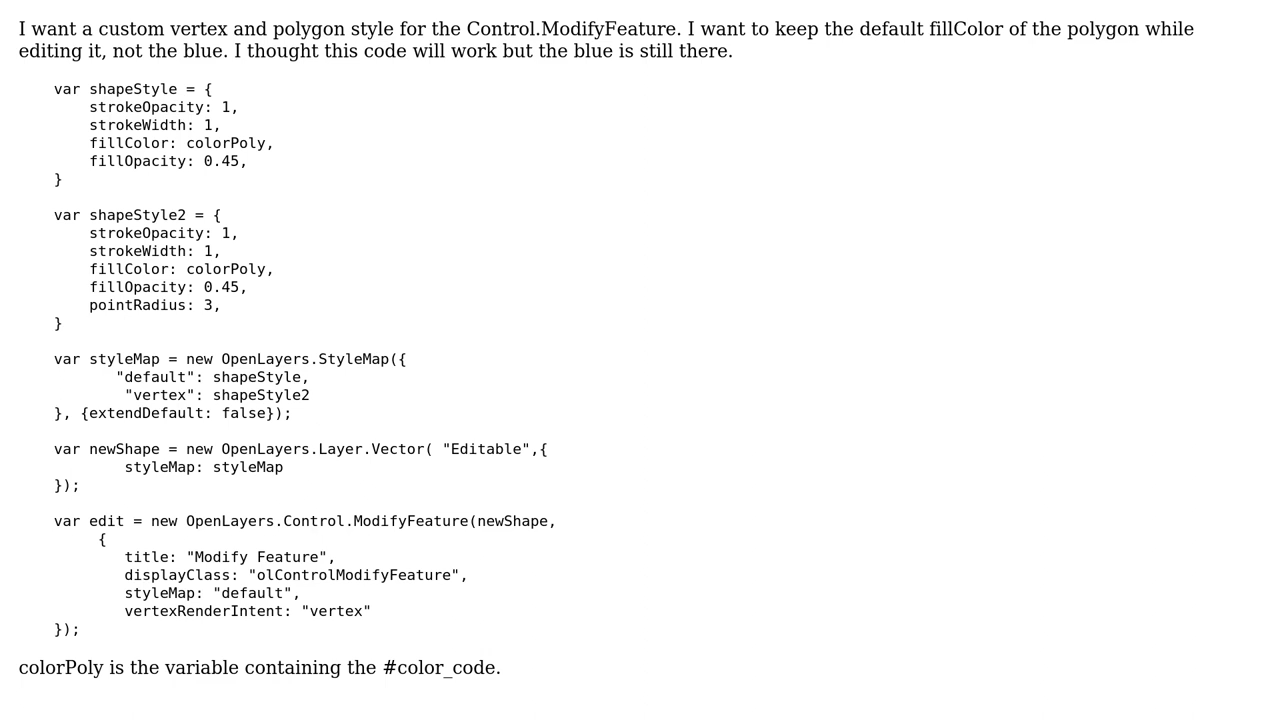 I want a custom vertex and polygon style for the Control.ModifyFeature. I want to keep the default fillColor of the polygon while
editing it, not the blue. I thought this code will work but the blue is still there.
var shapeStyle = {
    strokeOpacity: 1,
    strokeWidth: 1,
    fillColor: colorPoly,
    fillOpacity: 0.45,
}
var shapeStyle2 = {
    strokeOpacity: 1,
    strokeWidth: 1,
    fillColor: colorPoly,
    fillOpacity: 0.45,
    pointRadius: 3,
}
var styleMap = new OpenLayers.StyleMap({
       "default": shapeStyle,
        "vertex": shapeStyle2
}, {extendDefault: false});
var newShape = new OpenLayers.Layer.Vector( "Editable",{
        styleMap: styleMap
});
var edit = new OpenLayers.Control.ModifyFeature(newShape,
     {
        title: "Modify Feature",
        displayClass: "olControlModifyFeature",
        styleMap: "default",
        vertexRenderIntent: "vertex"
});
colorPoly is the variable containing the #color_code.